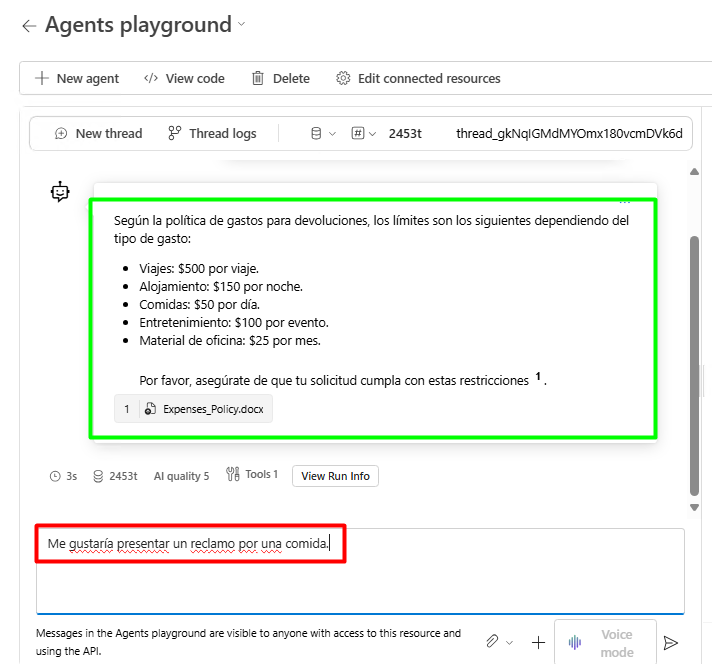 Agents playground
New agent
View code
Delete
Edit connected resources
New thread
Thread logs
2453t
thread_gkNqIGMdMYOmx180vcmDVk6d
Según la política de gastos para devoluciones, los límites son los siguientes dependiendo del
tipo de gasto:
Viajes: $500 por viaje.
Alojamiento: $150 por noche.
Comidas: $50 por día.
Entretenimiento: $100 por evento.
Material de oficina: $25 por mes.
Por favor, asegúrate de que tu solicitud cumpla con estas restricciones 1 .
1 Expenses_Policy.docx
3s 2453t AI quality 5 Tools 1 View Run Info
Me gustaría presentar un reclamo por una comida.
Messages in the Agents playground are visible to anyone with access to this resource and
using the API.
Voice
mode